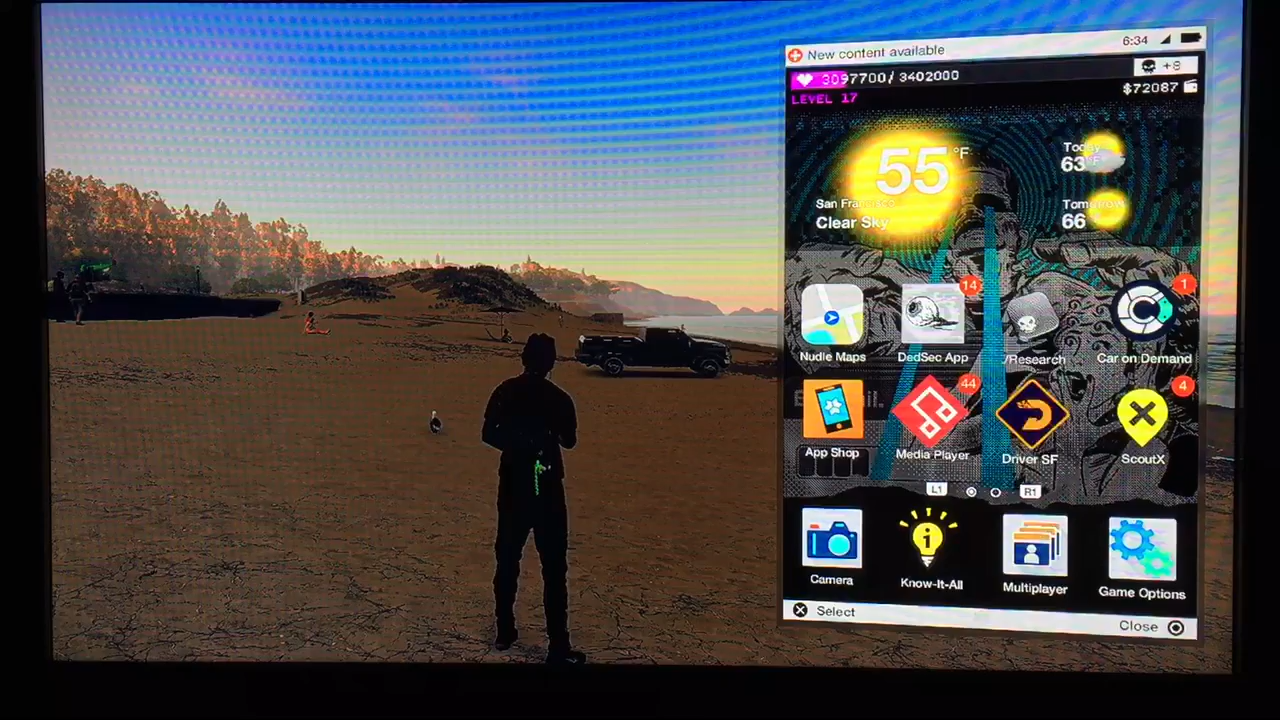 New content available
6:34
3097700/ 3402000
+8
LEVEL 17
$72087
55 °F
San Francisco
Clear Sky
Today
63°F
Tomorrow
66
14
1
Nudle Maps
DedSec App
/Research
Car on Demand
44
4
App Shop
Media Player
Driver SF
ScoutX
L1
R1
Camera
Know-It-All
Multiplayer
Game Options
Select
Close